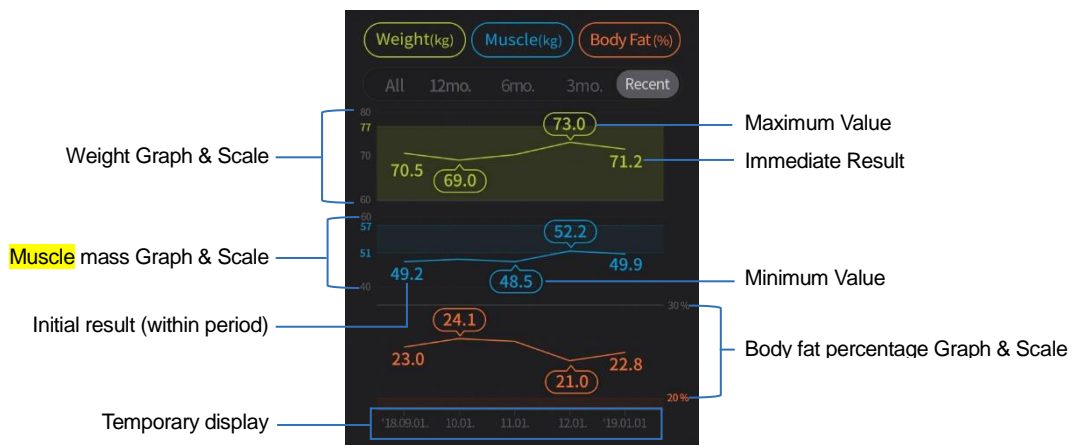 Weight(kg) Muscle(kg) Body Fat(%)
All 12mo. 6mo. 3mo. Recent
80
77
73.0
Maximum Value
Weight Graph & Scale
70
70.5
69.0
71.2
Immediate Result
60
60
57
52.2
Muscle mass Graph & Scale
51
49.2
48.5
49.9
Minimum Value
40
30 %
Initial result (within period)
24.1
23.0
21.0
22.8
Body fat percentage Graph & Scale
20 %
Temporary display
'18.09.01. 10.01. 11.01. 12.01. '19.01.01